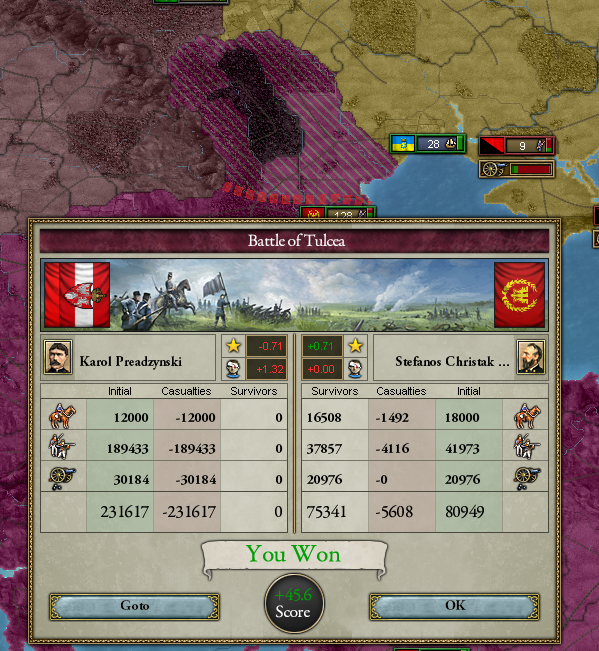 28
9
128
Battle of Tulcea
-0.71
+0.71
Karol Preadzynski
Stefanos Christak ...
+1.32
+0.00
Initial Casualties Survivors
Survivors Casualties Initial
12000 -12000 0
16508 -1492 18000
189433 -189433 0
37857 -4116 41973
30184 -30184 0
20976 -0 20976
231617 -231617 0
75341 -5608 80949
You Won
+45.6
Score
Goto
OK